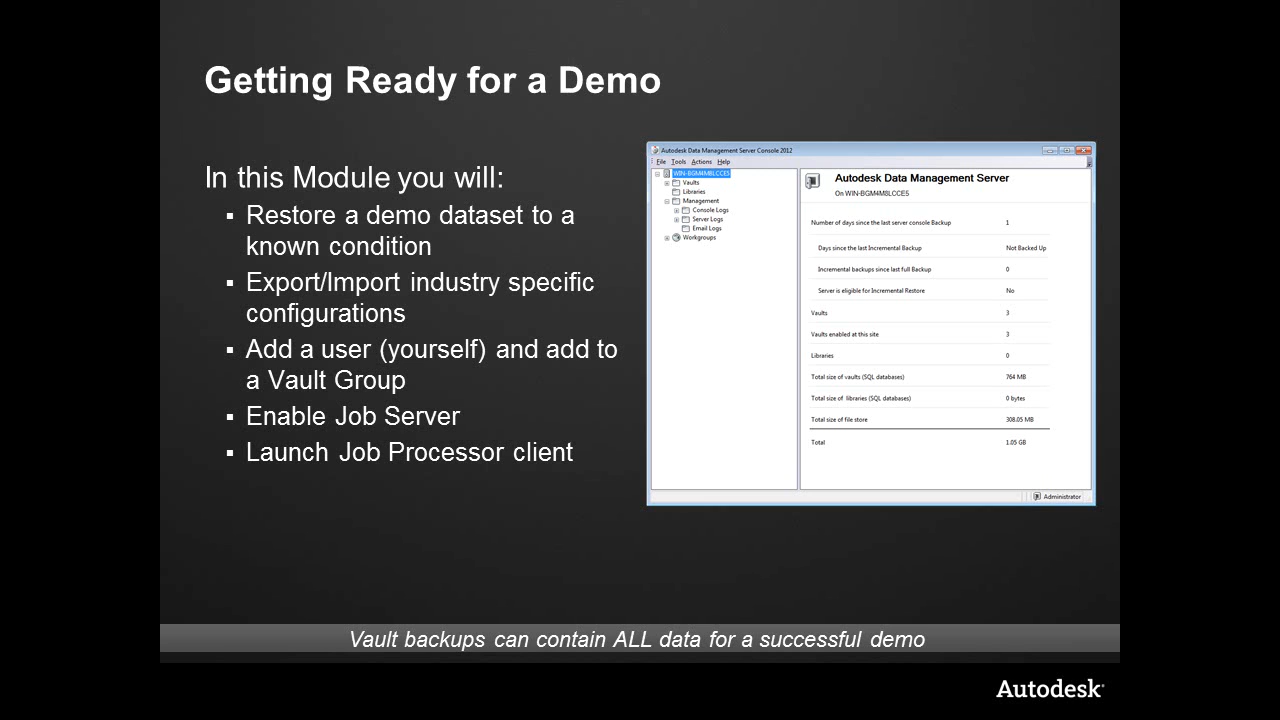 Getting Ready for a Demo
In this Module you will:
▪ Restore a demo dataset to a
known condition
▪ Export/Import industry specific
configurations
▪ Add a user (yourself) and add to
a Vault Group
▪ Enable Job Server
▪ Launch Job Processor client
Autodesk Data Management Server Console 2012
File Tools Actions Help
WIN-BGM4M8LCCE5
Vaults
Libraries
Management
Console Logs
Server Logs
Email Logs
Workgroups
Autodesk Data Management Server
On WIN-BGM4M8LCCE5
Number of days since the last server console Backup 1
Days since the last Incremental Backup Not Backed Up
Incremental backups since last full Backup 0
Server is eligible for Incremental Restore No
Vaults 3
Vaults enabled at this site 3
Libraries 0
Total size of vaults (SQL databases) 764 MB
Total size of libraries (SQL databases) 0 bytes
Total size of file store 308.05 MB
Total 1.05 GB
Administrator
Vault backups can contain ALL data for a successful demo
Autodesk